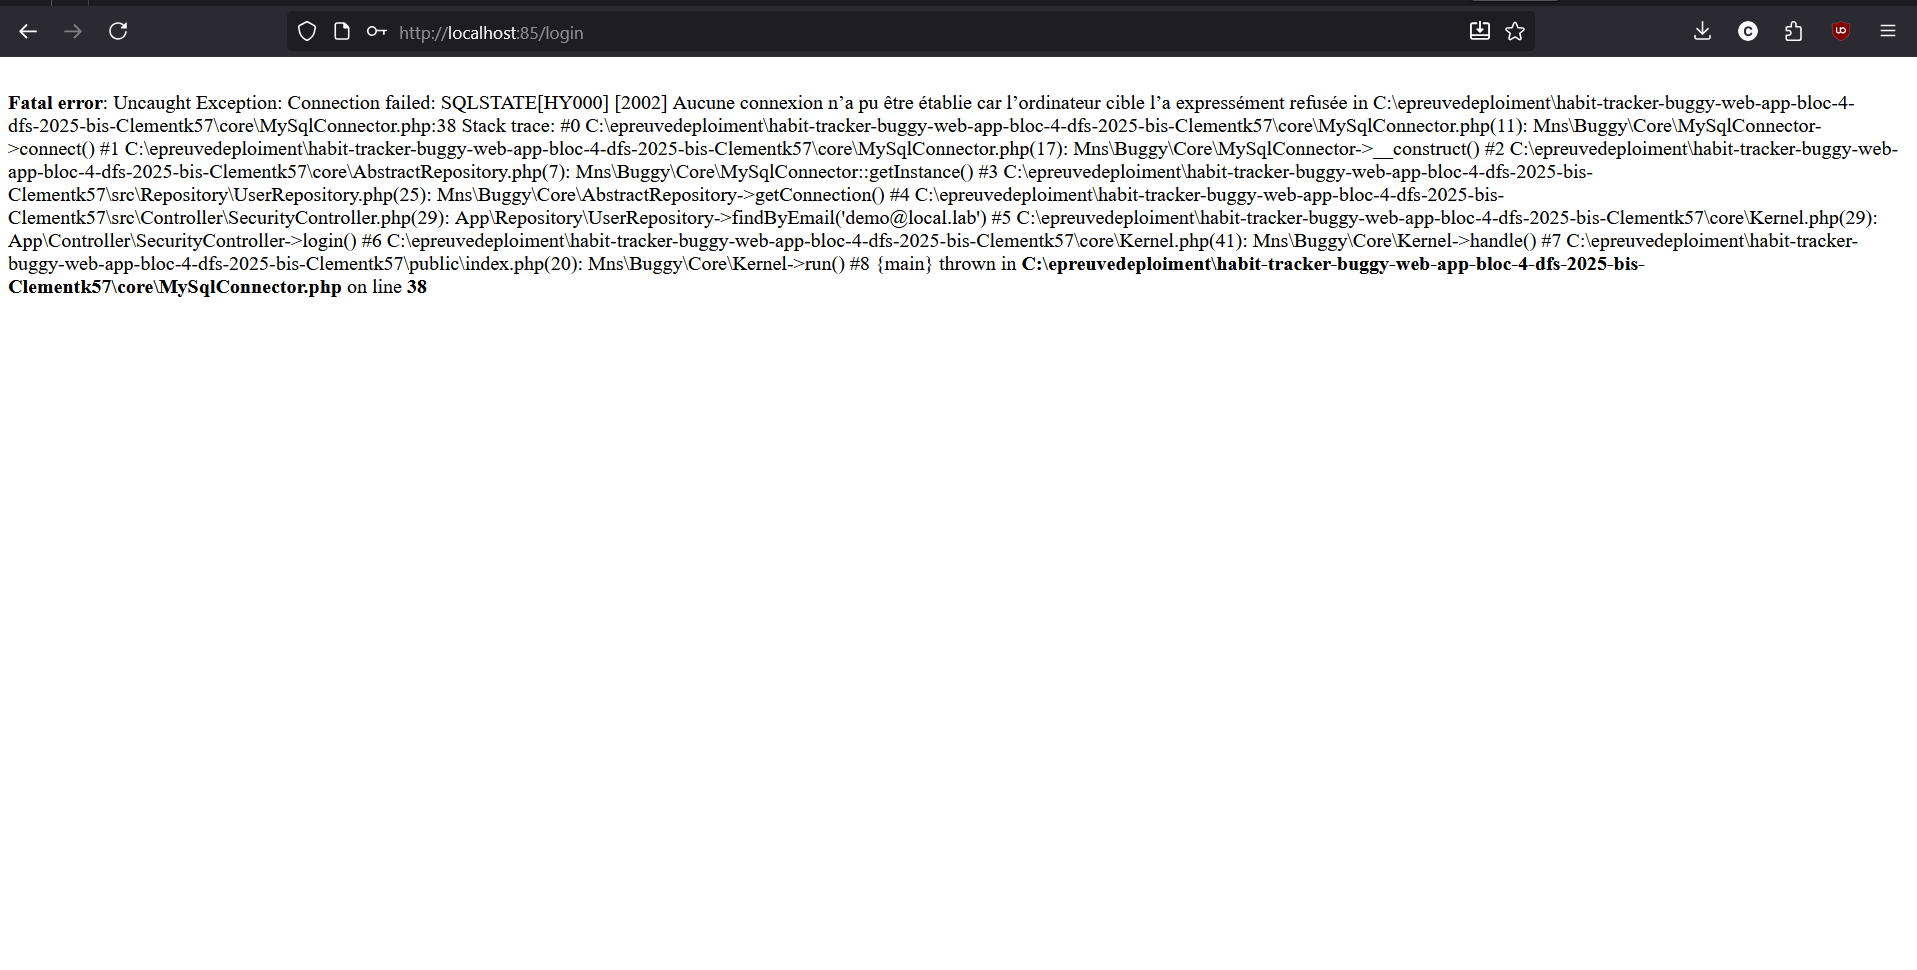 http://localhost:85/login
Fatal error: Uncaught Exception: Connection failed: SQLSTATE[HY000] [2002] Aucune connexion n’a pu être établie car l’ordinateur cible l’a expressément refusée in C:\epreuvedeploiment\habit-tracker-buggy-web-app-bloc-4-
dfs-2025-bis-Clementk57\core\MySqlConnector.php:38 Stack trace: #0 C:\epreuvedeploiment\habit-tracker-buggy-web-app-bloc-4-dfs-2025-bis-Clementk57\core\MySqlConnector.php(11): Mns\Buggy\Core\MySqlConnector-
>connect() #1 C:\epreuvedeploiment\habit-tracker-buggy-web-app-bloc-4-dfs-2025-bis-Clementk57\core\MySqlConnector.php(17): Mns\Buggy\Core\MySqlConnector->__construct() #2 C:\epreuvedeploiment\habit-tracker-buggy-web-
app-bloc-4-dfs-2025-bis-Clementk57\core\AbstractRepository.php(7): Mns\Buggy\Core\MySqlConnector::getInstance() #3 C:\epreuvedeploiment\habit-tracker-buggy-web-app-bloc-4-dfs-2025-bis-
Clementk57\src\Repository\UserRepository.php(25): Mns\Buggy\Core\AbstractRepository->getConnection() #4 C:\epreuvedeploiment\habit-tracker-buggy-web-app-bloc-4-dfs-2025-bis-
Clementk57\src\Controller\SecurityController.php(29): App\Repository\UserRepository->findByEmail('demo@local.lab') #5 C:\epreuvedeploiment\habit-tracker-buggy-web-app-bloc-4-dfs-2025-bis-Clementk57\core\Kernel.php(29):
App\Controller\SecurityController->login() #6 C:\epreuvedeploiment\habit-tracker-buggy-web-app-bloc-4-dfs-2025-bis-Clementk57\core\Kernel.php(41): Mns\Buggy\Core\Kernel->handle() #7 C:\epreuvedeploiment\habit-tracker-
buggy-web-app-bloc-4-dfs-2025-bis-Clementk57\public\index.php(20): Mns\Buggy\Core\Kernel->run() #8 {main} thrown in C:\epreuvedeploiment\habit-tracker-buggy-web-app-bloc-4-dfs-2025-bis-
Clementk57\core\MySqlConnector.php on line 38